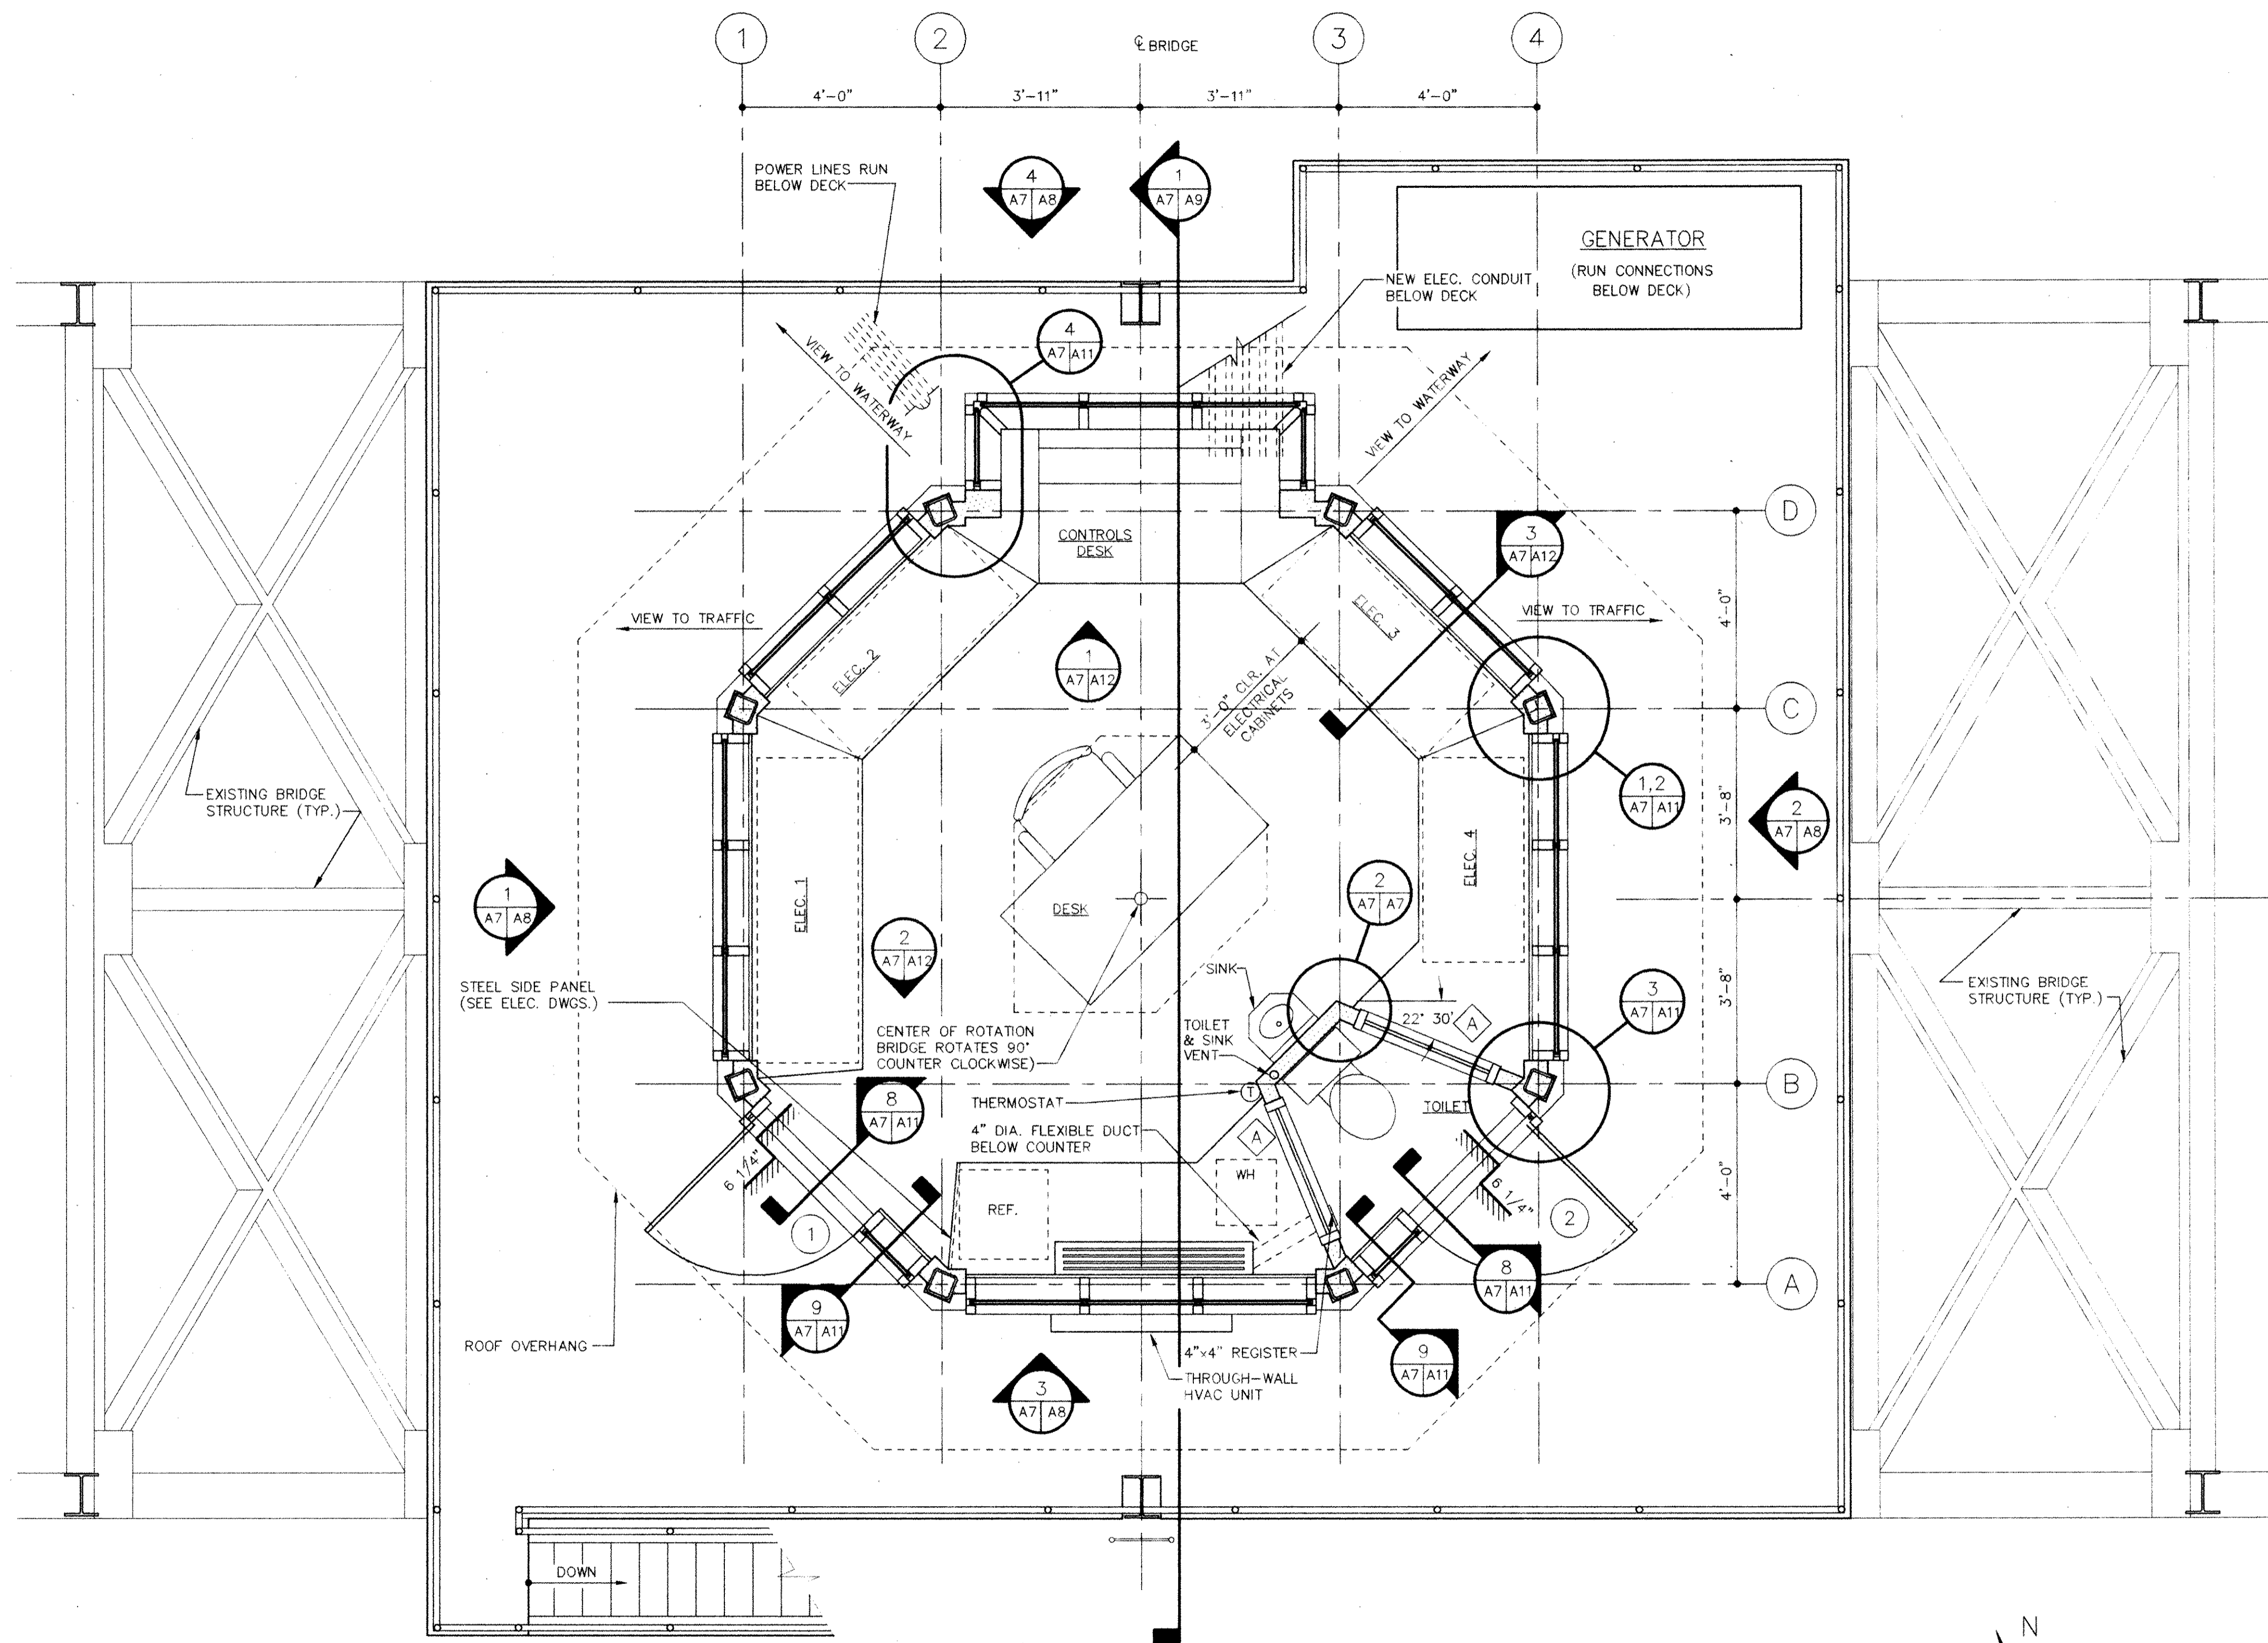 1
2
℄ BRIDGE
3
4
4'-0"
3'-11"
3'-11"
4'-0"
POWER LINES RUN
BELOW DECK
4
A7 A8
1
A7 A9
GENERATOR
(RUN CONNECTIONS
BELOW DECK)
NEW ELEC. CONDUIT
BELOW DECK
4
A7 A11
VIEW TO WATERWAY
VIEW TO WATERWAY
D
CONTROLS
DESK
3
A7 A12
ELEC. 3
VIEW TO TRAFFIC
VIEW TO TRAFFIC
4'-0"
ELEC. 2
1
A7 A12
3'-0" CLR. AT
ELECTRICAL
CABINETS
C
EXISTING BRIDGE
STRUCTURE (TYP.)
1,2
A7 A11
3'-8"
2
A7 A8
ELEC. 4
1
A7 A8
ELEC. 1
DESK
2
A7 A7
2
A7 A12
SINK
STEEL SIDE PANEL
(SEE ELEC. DWGS.)
EXISTING BRIDGE
STRUCTURE (TYP.)
3
A7 A11
3'-8"
CENTER OF ROTATION
BRIDGE ROTATES 90°
COUNTER CLOCKWISE)
TOILET
& SINK
VENT
22° 30'
A
B
8
A7 A11
THERMOSTAT
T
TOILET
4" DIA. FLEXIBLE DUCT
BELOW COUNTER
A
6 1/4"
WH
REF.
6 1/4"
4'-0"
1
2
8
A7 A11
A
9
A7 A11
ROOF OVERHANG
4"x4" REGISTER
9
A7 A11
THROUGH-WALL
HVAC UNIT
3
A7 A8
DOWN
N